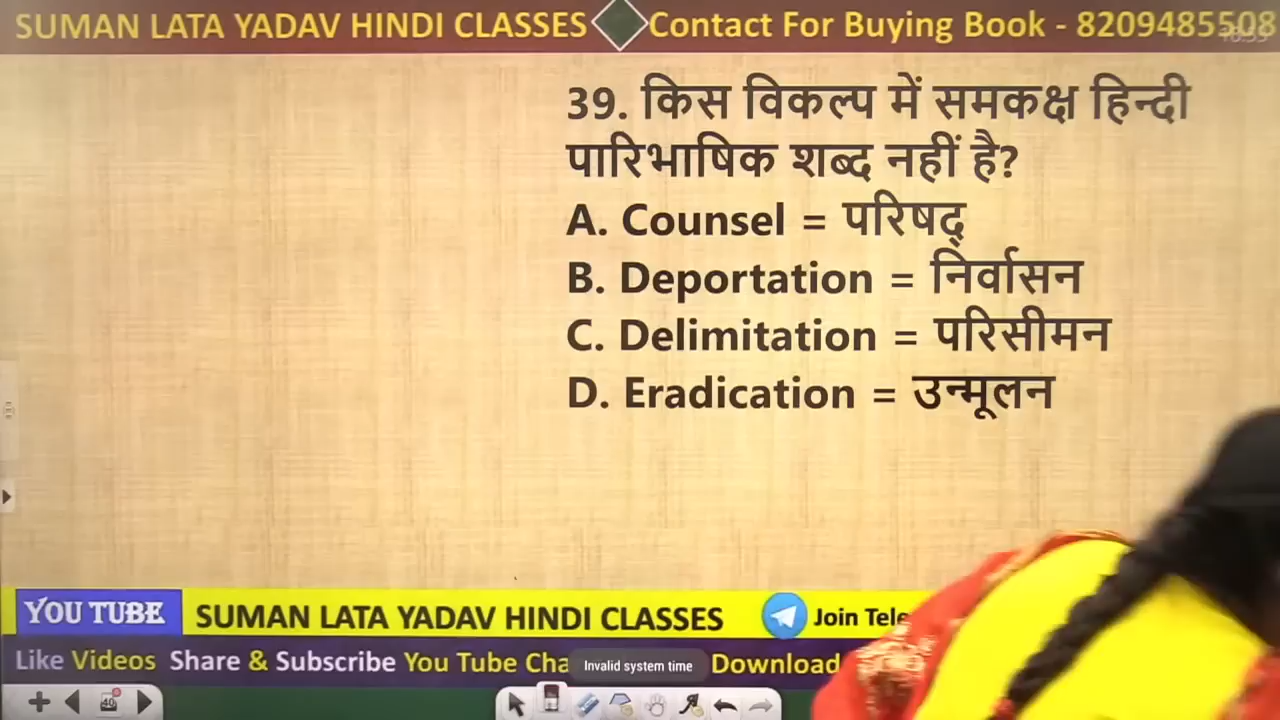 SUMAN LATA YADAV HINDI CLASSES Contact For Buying Book - 8209485508
39. किस विकल्प में समकक्ष हिन्दी
पारिभाषिक शब्द नहीं है?
A. Counsel = परिषद्
B. Deportation = निर्वासन
C. Delimitation = परिसीमन
D. Eradication = उन्मूलन
YOU TUBE SUMAN LATA YADAV HINDI CLASSES Join
Like Videos Share & Subscribe You Tube Invalid system time Download
40